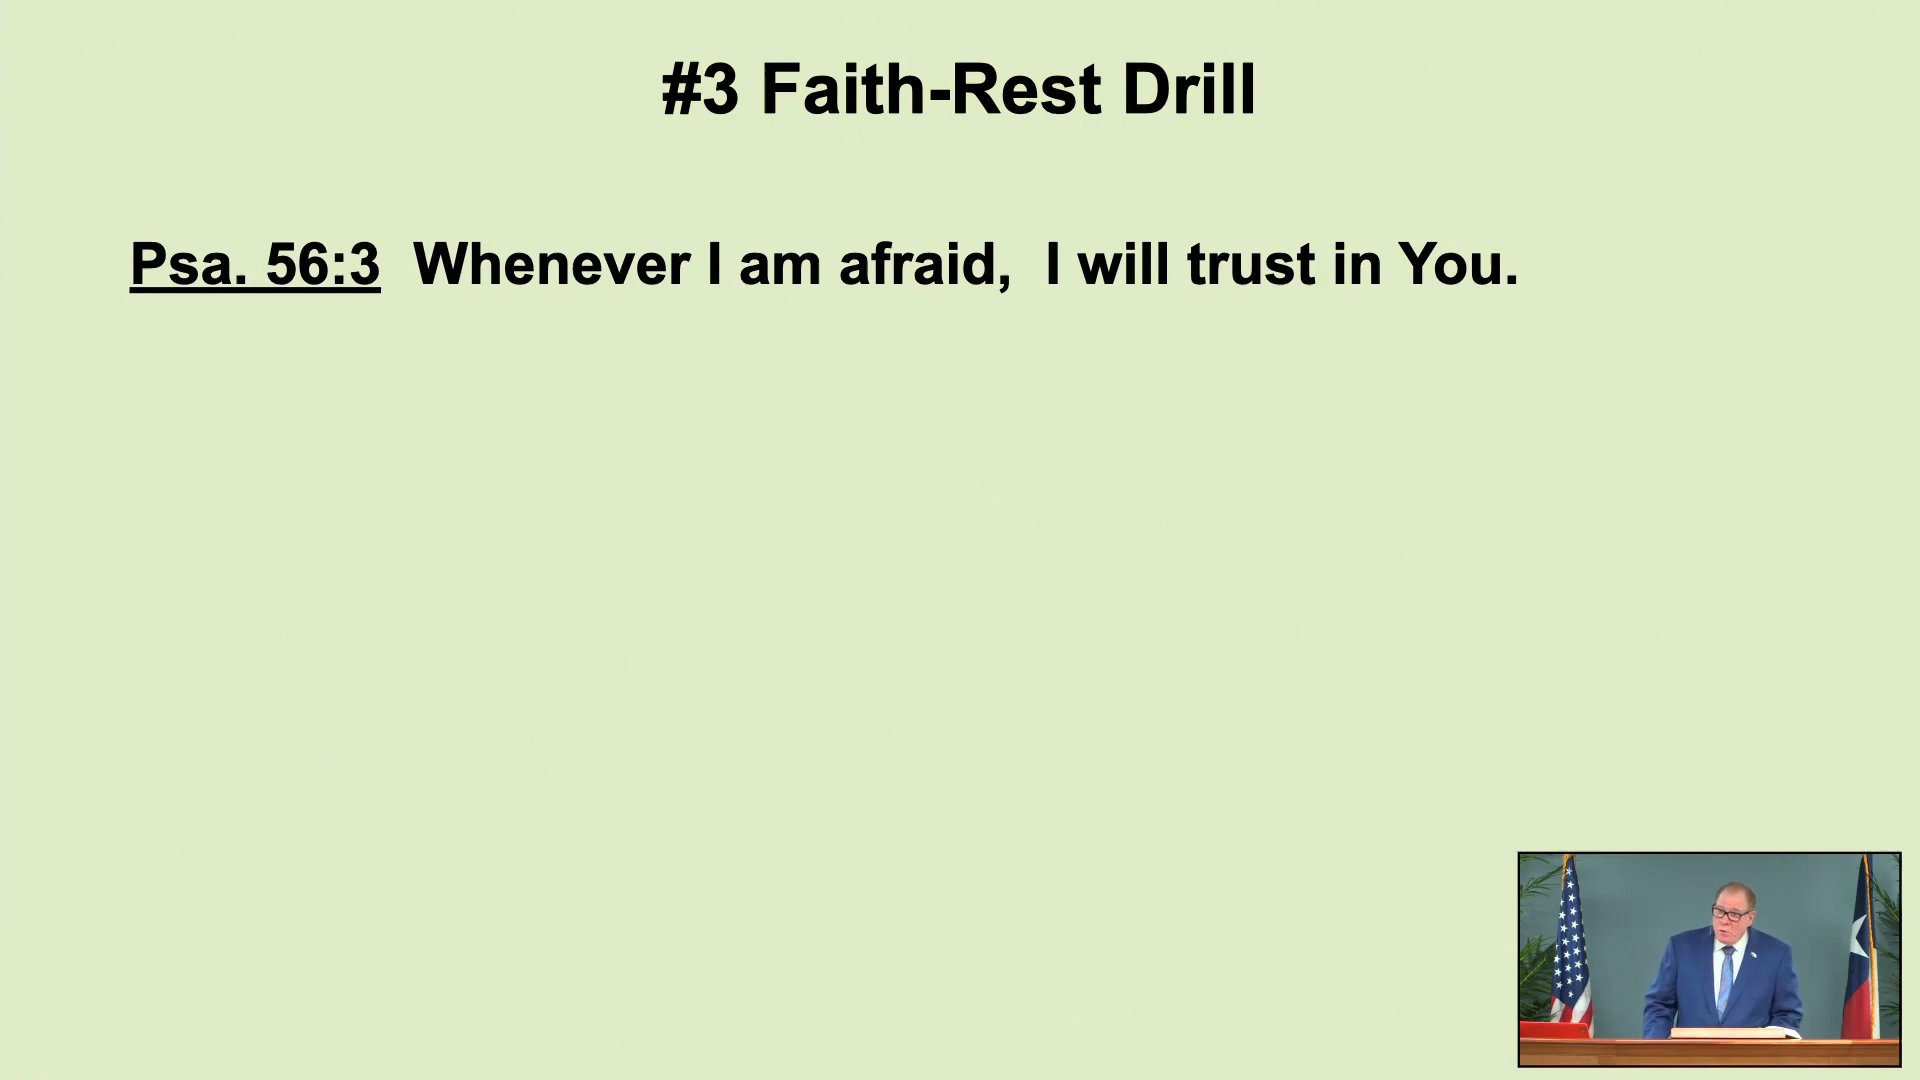 #3 Faith-Rest Drill
Psa. 56:3  Whenever I am afraid,  I will trust in You.